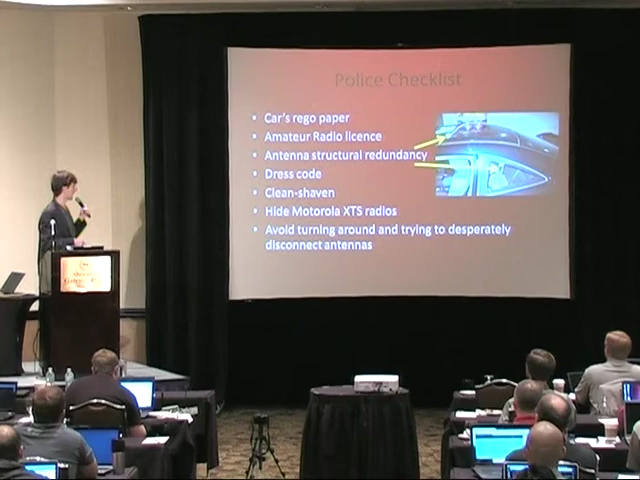 Police Checklist
• Car's rego paper
• Amateur Radio licence
• Antenna structural redundancy
• Dress code
• Clean-shaven
• Hide Motorola XTS radios
• Avoid turning around and trying to desperately
disconnect antennas